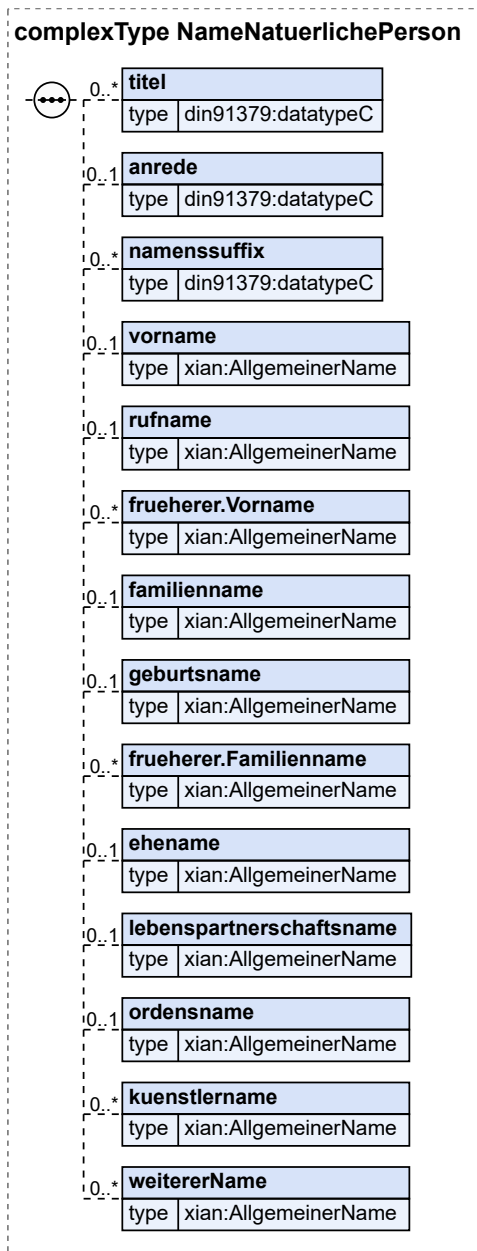 complexType NameNatuerlichePerson
0..* titel
type din91379:datatypeC
0..1 anrede
type din91379:datatypeC
0..* namenssuffix
type din91379:datatypeC
0..1 vorname
type xian:AllgemeinerName
0..1 rufname
type xian:AllgemeinerName
0..* frueherer.Vorname
type xian:AllgemeinerName
0..1 familienname
type xian:AllgemeinerName
0..1 geburtsname
type xian:AllgemeinerName
0..* frueherer.Familienname
type xian:AllgemeinerName
0..1 ehename
type xian:AllgemeinerName
0..1 lebenspartnerschaftsname
type xian:AllgemeinerName
0..1 ordensname
type xian:AllgemeinerName
0..* kuenstlername
type xian:AllgemeinerName
0..* weitererName
type xian:AllgemeinerName